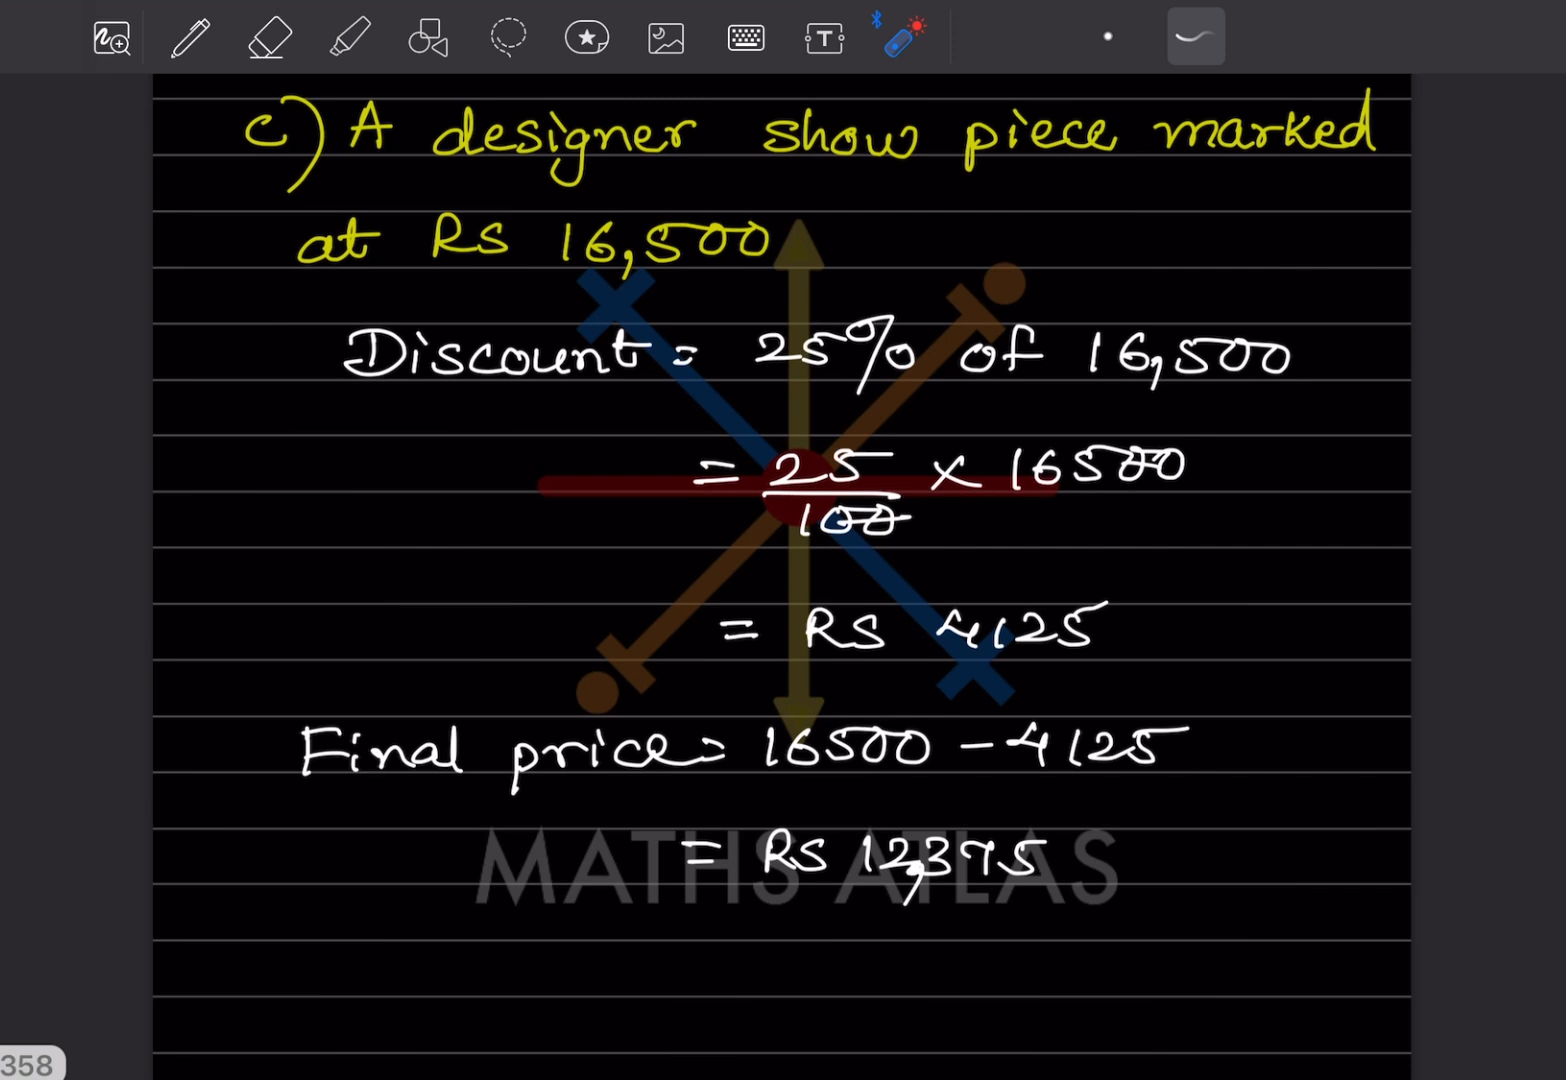 c) A designer show piece marked
at Rs 16,500
Discount = 25% of 16,500
= 25/100 × 16500
= RS 4125
Final price = 16500 - 4125
= RS 12,375
MATHS ATLAS
358